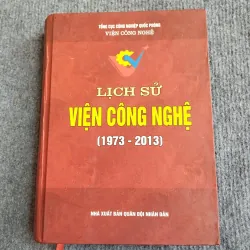 TỔNG CỤC CÔNG NGHIỆP QUỐC PHÒNG
VIỆN CÔNG NGHỆ
LỊCH SỬ
VIỆN CÔNG NGHỆ
(1973 - 2013)
NHÀ XUẤT BẢN QUÂN ĐỘI NHÂN DÂN